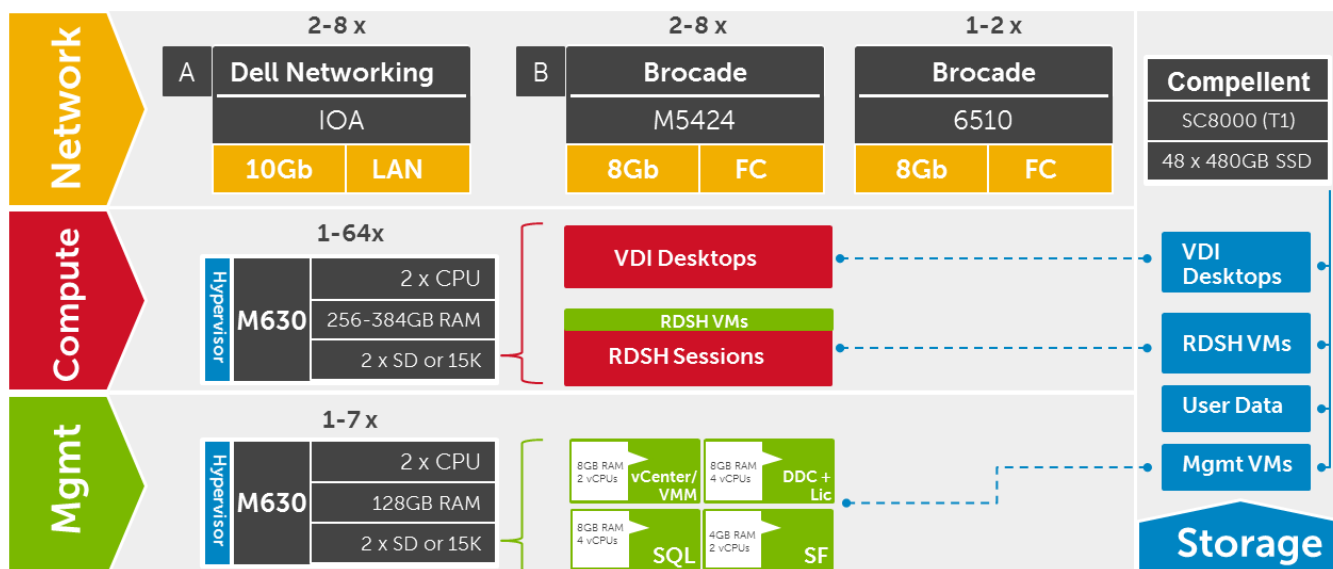 Network
2-8 x
A
Dell Networking
IOA
10Gb
LAN
2-8 x
B
Brocade
M5424
8Gb
FC
1-2 x
Brocade
6510
8Gb
FC
Compellent
SC8000 (T1)
48 x 480GB SSD
Compute
1-64x
Hypervisor
M630
2 x CPU
256-384GB RAM
2 x SD or 15K
VDI Desktops
RDSH VMs
RDSH Sessions
VDI
Desktops
RDSH VMs
User Data
Mgmt VMs
Storage
Mgmt
1-7 x
Hypervisor
M630
2 x CPU
128GB RAM
2 x SD or 15K
8GB RAM
2 vCPUs
vCenter/
VMM
8GB RAM
4 vCPUs
DDC +
Lic
8GB RAM
4 vCPUs
SQL
4GB RAM
2 vCPUs
SF